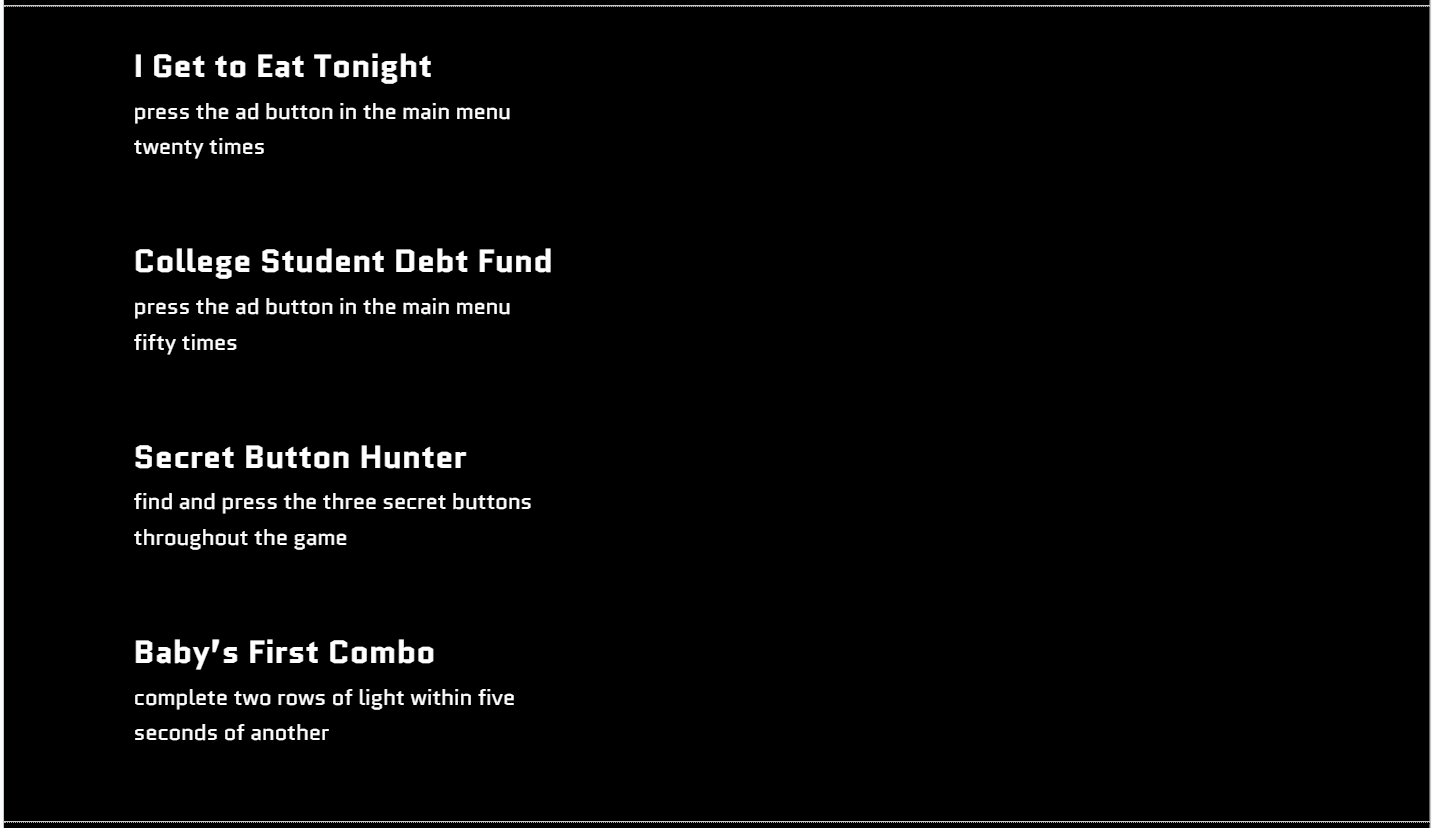 I Get to Eat Tonight
press the ad button in the main menu
twenty times
College Student Debt Fund
press the ad button in the main menu
fifty times
Secret Button Hunter
find and press the three secret buttons
throughout the game
Baby's First Combo
complete two rows of light within five
seconds of another